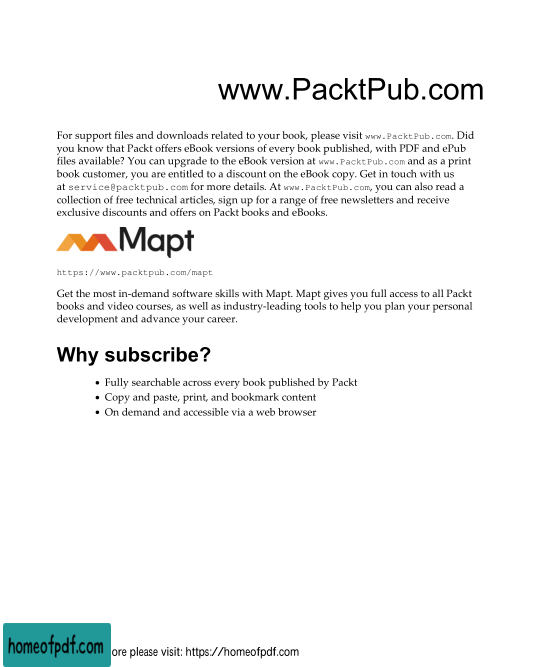 www.PacktPub.com
For support files and downloads related to your book, please visit www.PacktPub.com. Did
you know that Packt offers eBook versions of every book published, with PDF and ePub
files available? You can upgrade to the eBook version at www.PacktPub.com and as a print
book customer, you are entitled to a discount on the eBook copy. Get in touch with us
at service@packtpub.com for more details. At www.PacktPub.com, you can also read a
collection of free technical articles, sign up for a range of free newsletters and receive
exclusive discounts and offers on Packt books and eBooks.
Mapt
https://www.packtpub.com/mapt
Get the most in-demand software skills with Mapt. Mapt gives you full access to all Packt
books and video courses, as well as industry-leading tools to help you plan your personal
development and advance your career.
Why subscribe?
• Fully searchable across every book published by Packt
• Copy and paste, print, and bookmark content
• On demand and accessible via a web browser
homeofpdf.com ore please visit: https://homeofpdf.com